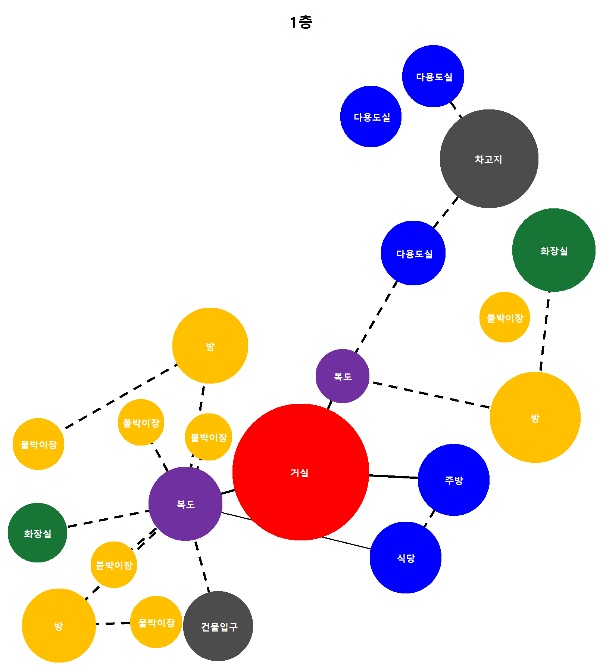 1층
다용도실
다용도실
차고지
다용도실
화장실
붙박이장
방
복도
방
붙박이장
붙박이장
붙박이장
거실
주방
복도
화장실
식당
붙박이장
방
붙박이장
건물입구